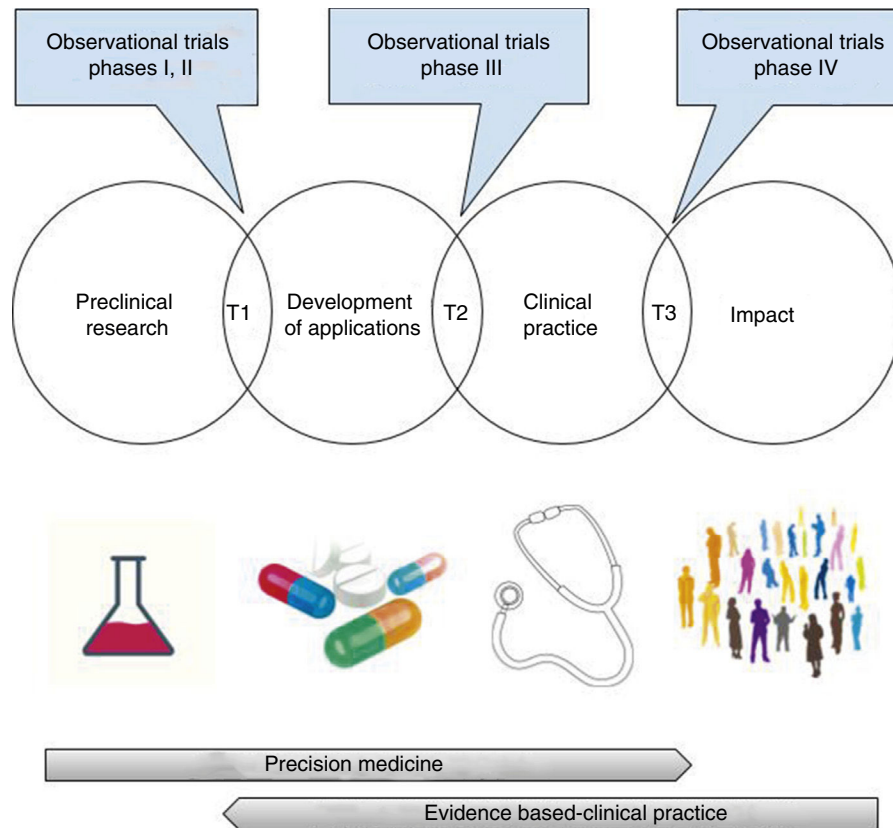 Observational trials
phases I, II
Observational trials
phase III
Observational trials
phase IV
Preclinical
research
T1
Development
of applications
T2
Clinical
practice
T3
Impact
Precision medicine
Evidence based-clinical practice